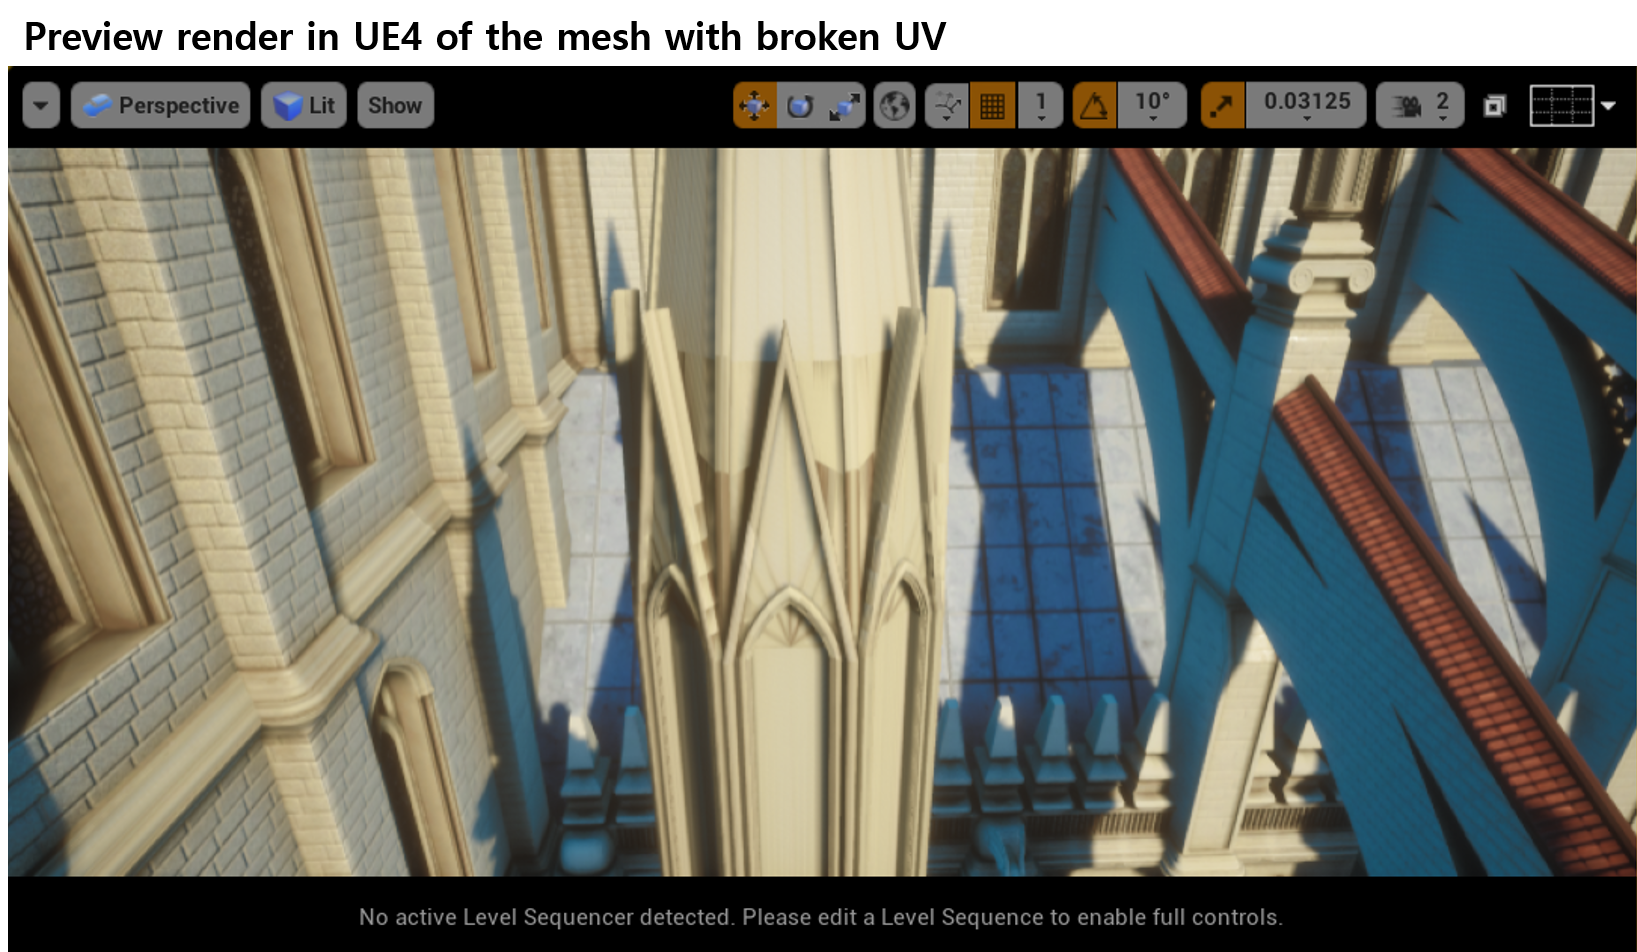 Preview render in UE4 of the mesh with broken UV
Perspective Lit Show 1 10° 0.03125 2
No active Level Sequencer detected. Please edit a Level Sequence to enable full controls.